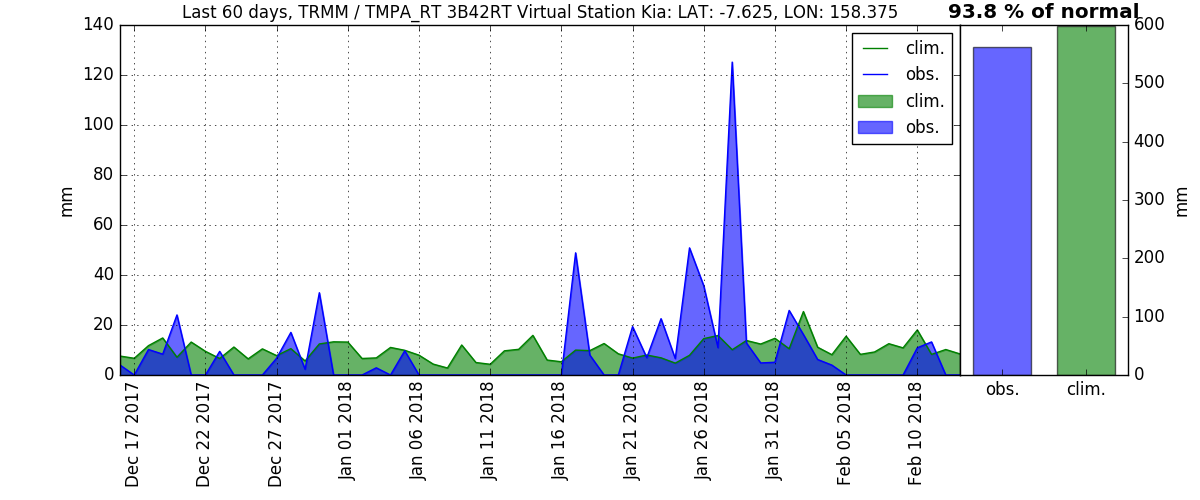 Last 60 days, TRMM / TMPA_RT 3B42RT Virtual Station Kia: LAT: -7.625, LON: 158.375
93.8 % of normal
140
120
100
80
60
40
20
0
mm
clim.
obs.
clim.
obs.
Dec 17 2017
Dec 22 2017
Dec 27 2017
Jan 01 2018
Jan 06 2018
Jan 11 2018
Jan 16 2018
Jan 21 2018
Jan 26 2018
Jan 31 2018
Feb 05 2018
Feb 10 2018
600
500
400
300
200
100
0
mm
obs.
clim.